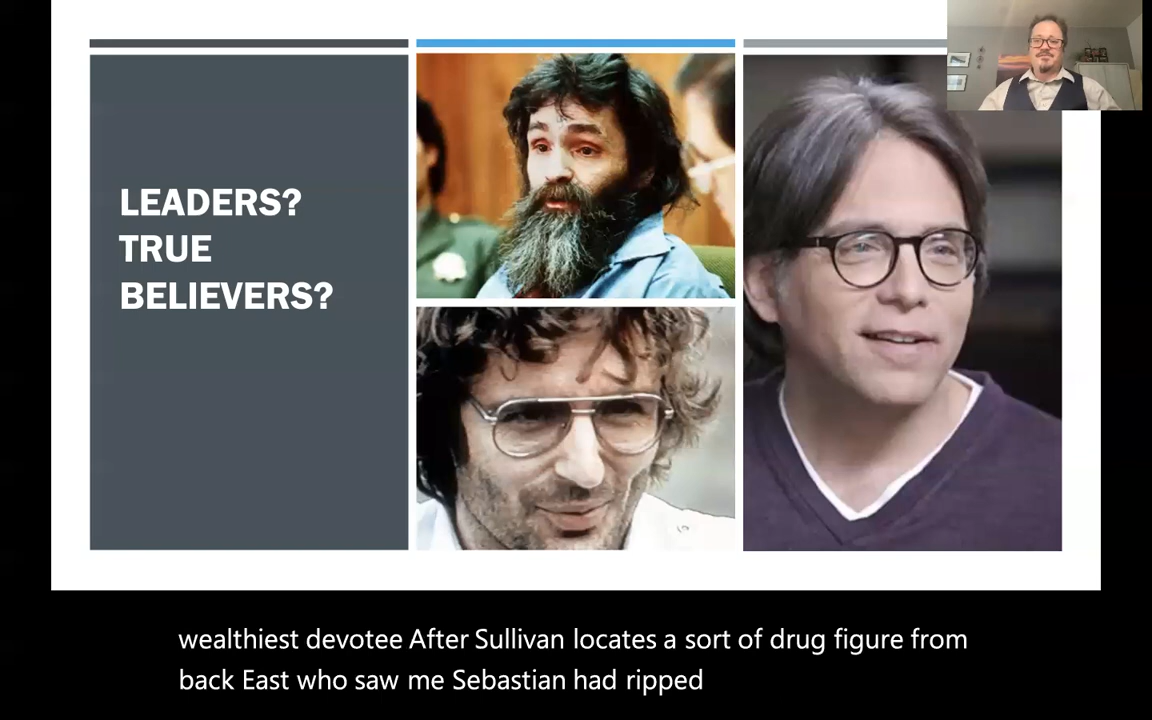 LEADERS?
TRUE
BELIEVERS?
wealthiest devotee After Sullivan locates a sort of drug figure from
back East who saw me Sebastian had ripped